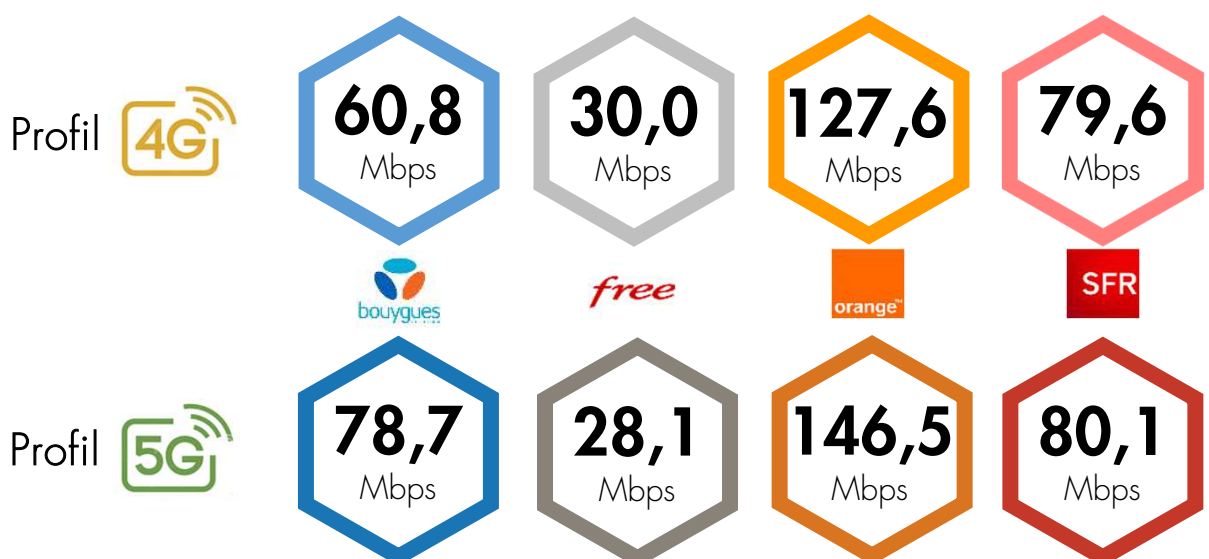 Profil 4G
60,8 30,0 127,6 79,6
Mbps Mbps Mbps Mbps
bouygues free orange™ SFR
Profil 5G
78,7 28,1 146,5 80,1
Mbps Mbps Mbps Mbps